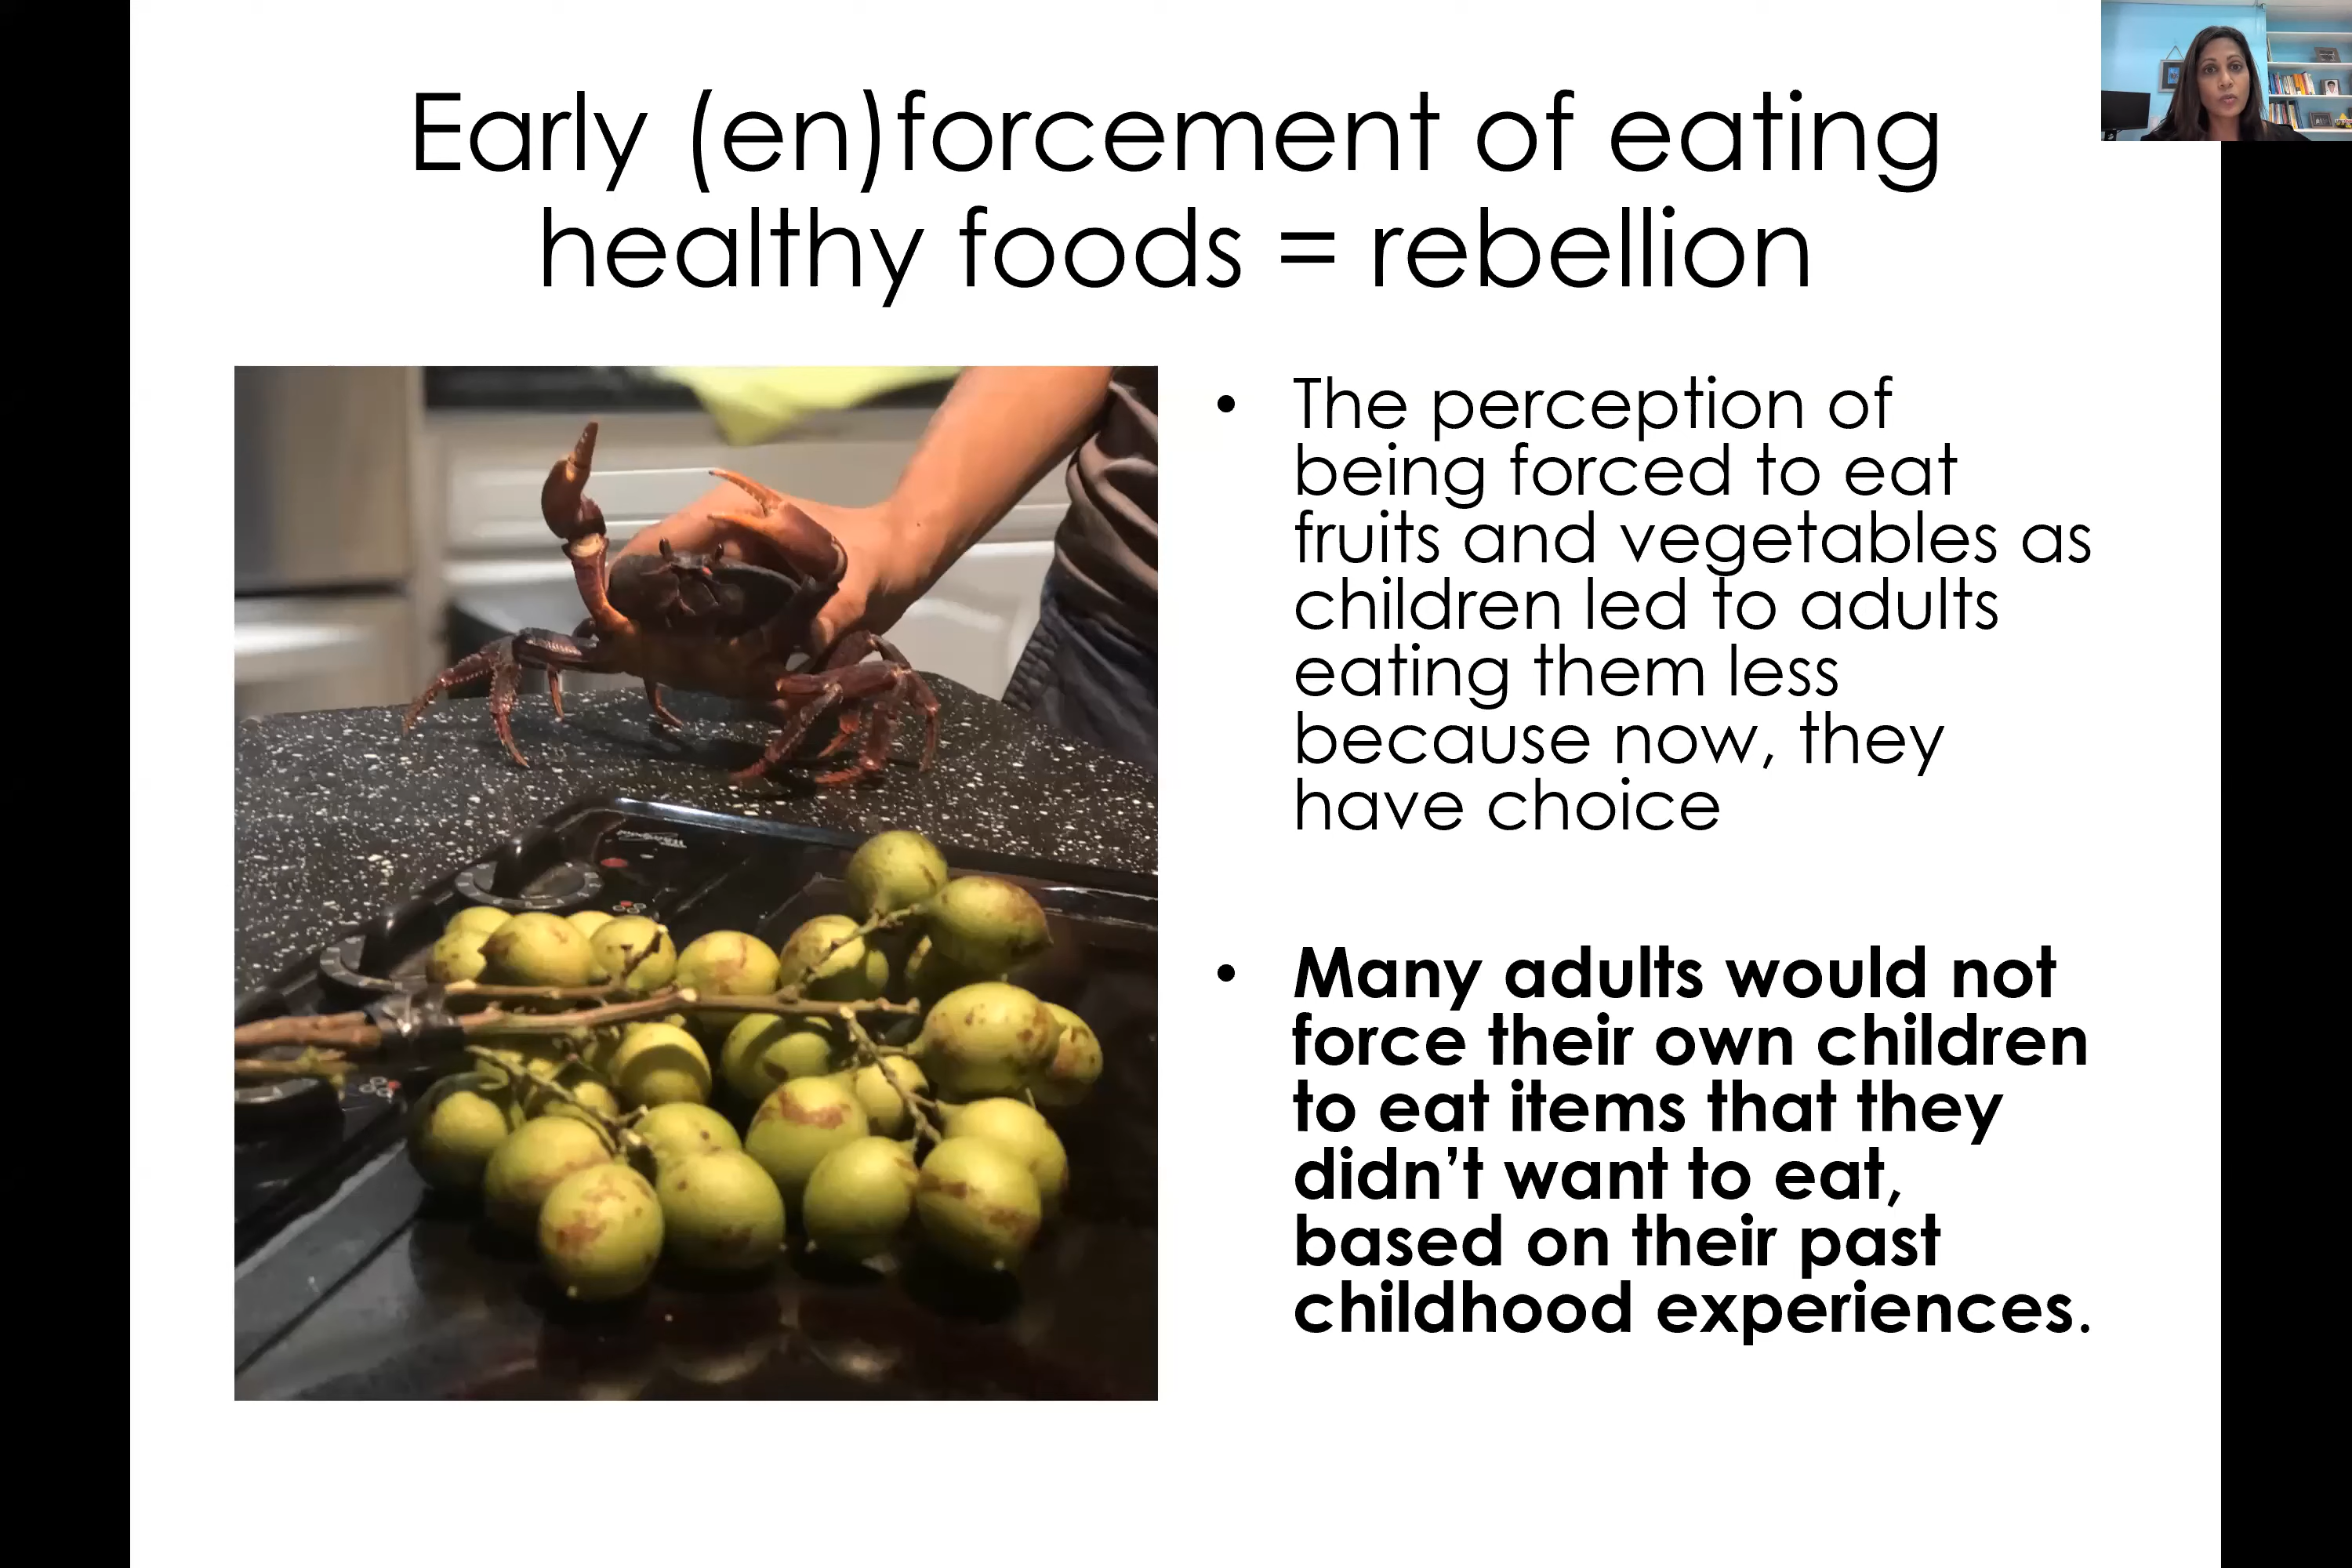 Early (en)forcement of eating
healthy foods = rebellion
• The perception of
being forced to eat
fruits and vegetables as
children led to adults
eating them less
because now, they
have choice
• Many adults would not
force their own children
to eat items that they
didn’t want to eat,
based on their past
childhood experiences.